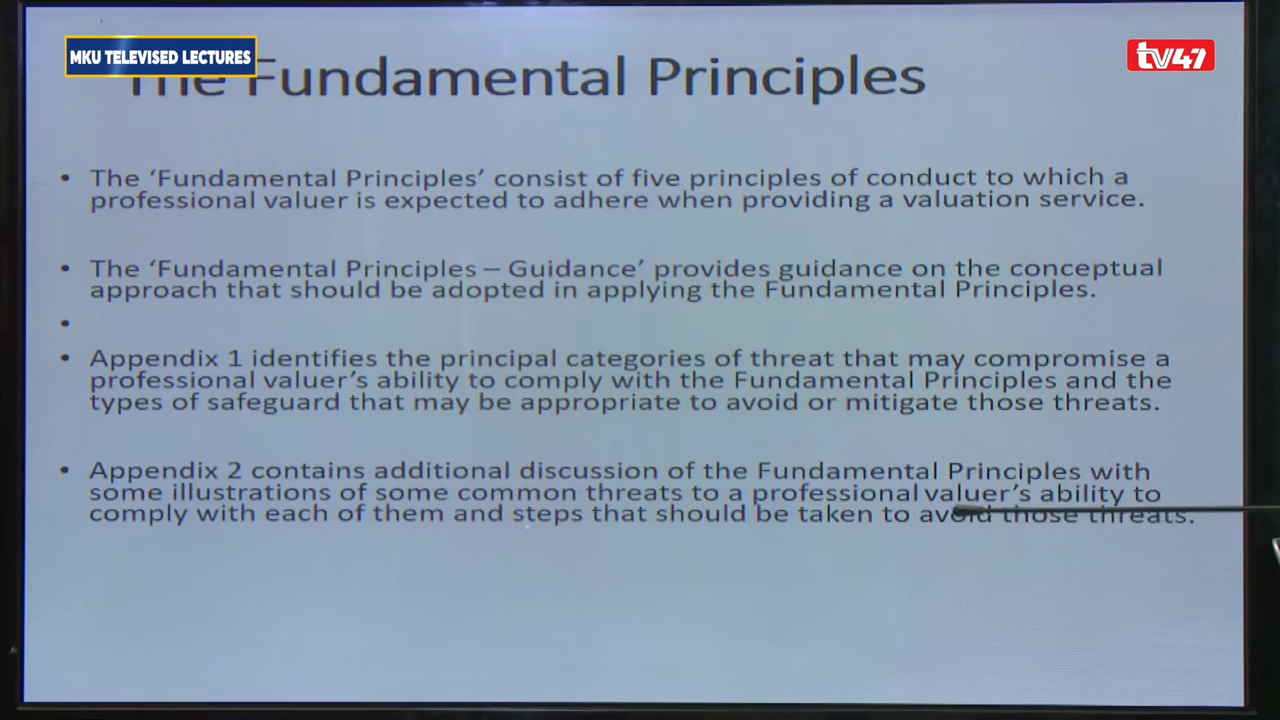 MKU TELEVISED LECTURES
tv47
The Fundamental Principles
• The ‘Fundamental Principles’ consist of five principles of conduct to which a
professional valuer is expected to adhere when providing a valuation service.
• The ‘Fundamental Principles – Guidance’ provides guidance on the conceptual
approach that should be adopted in applying the Fundamental Principles.
•
• Appendix 1 identifies the principal categories of threat that may compromise a
professional valuer’s ability to comply with the Fundamental Principles and the
types of safeguard that may be appropriate to avoid or mitigate those threats.
• Appendix 2 contains additional discussion of the Fundamental Principles with
some illustrations of some common threats to a professional valuer’s ability to
comply with each of them and steps that should be taken to avoid those threats.